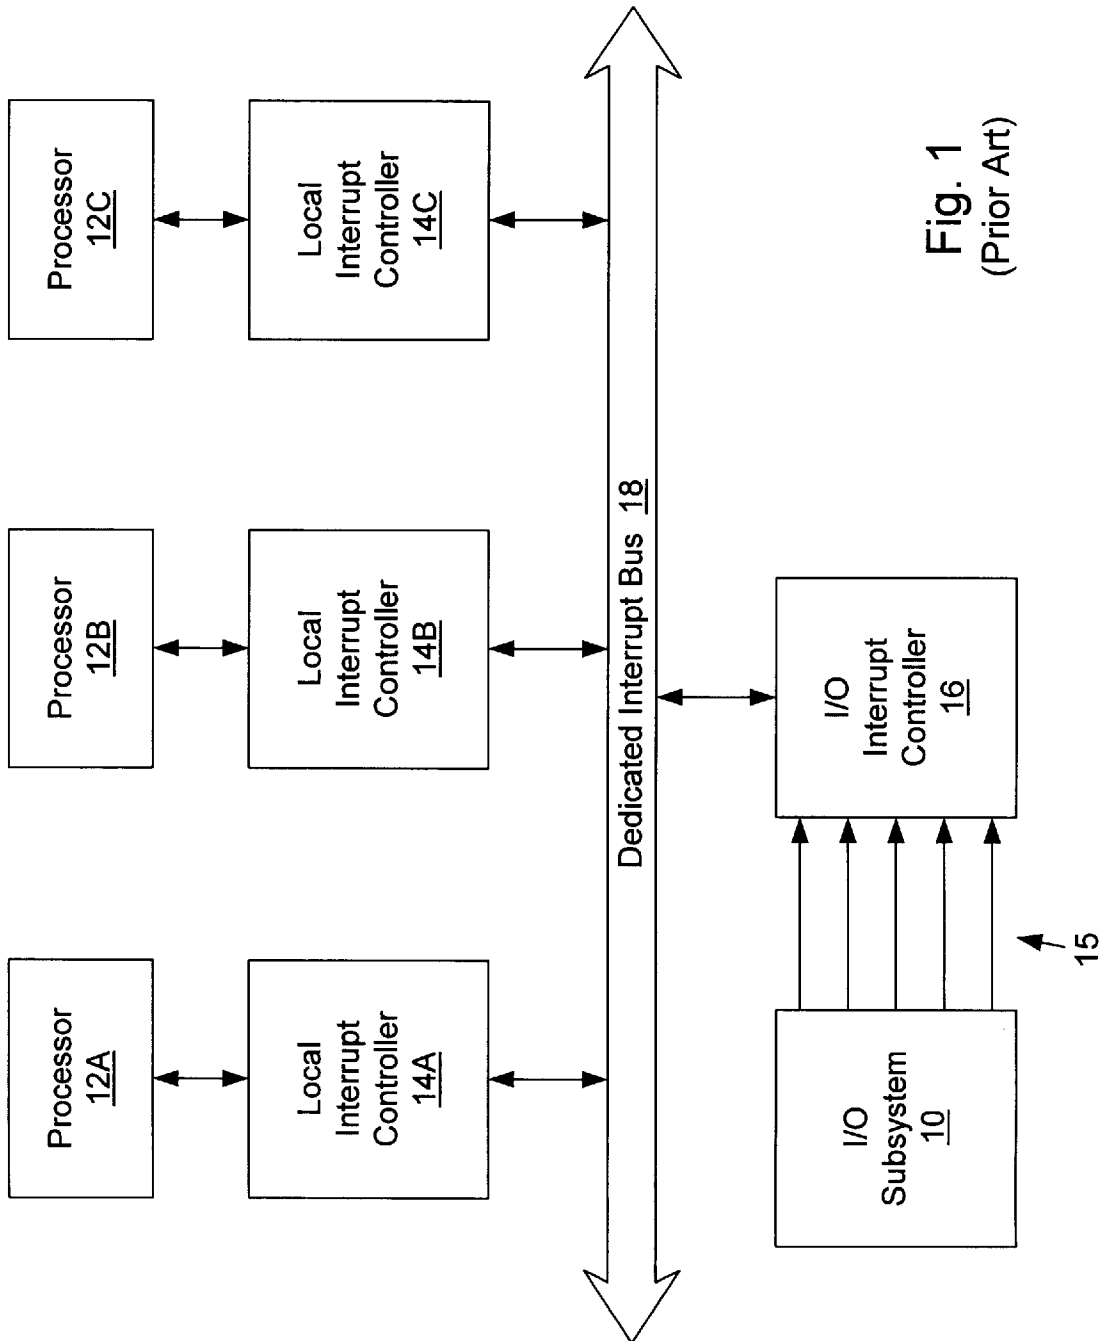 Processor
12A
Processor
12B
Processor
12C
Local
Interrupt
Controller
14A
Local
Interrupt
Controller
14B
Local
Interrupt
Controller
14C
Dedicated Interrupt Bus 18
I/O
Subsystem
10
15
I/O
Interrupt
Controller
16
Fig. 1
(Prior Art)